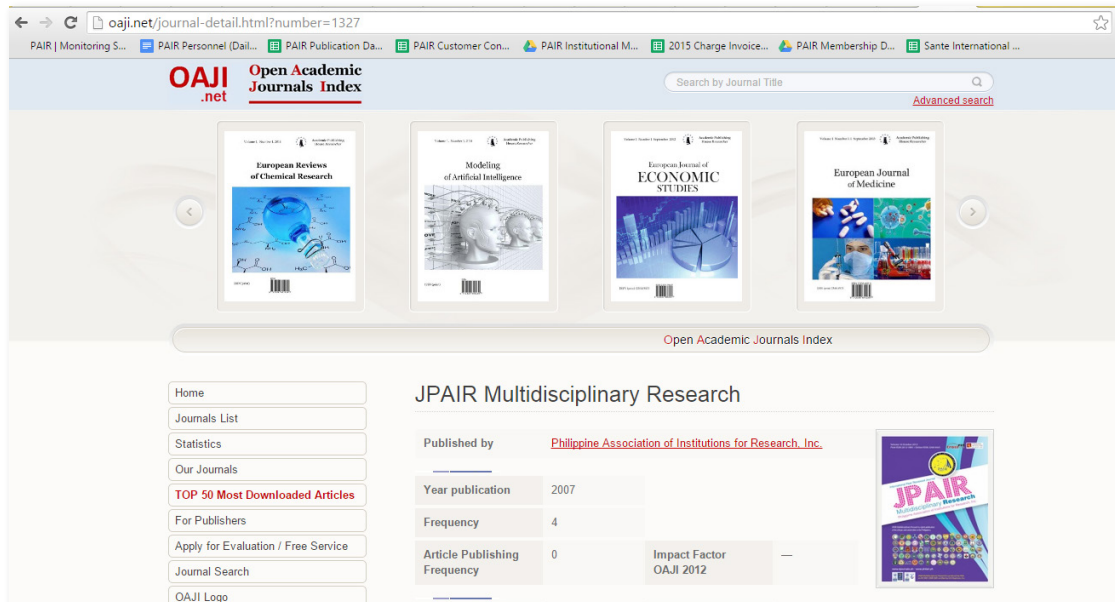 oaji.net/journal-detail.html?number=1327
PAIR | Monitoring S... PAIR Personnel (Dail... PAIR Publication Da... PAIR Customer Con... PAIR Institutional M... 2015 Charge Invoice... PAIR Membership D... Sante International ...
OAJI
.net
Open Academic
Journals Index
Search by Journal Title
Advanced search
European Reviews
of Chemical Research
Modeling
of Artificial Intelligence
European Journal of
ECONOMIC
STUDIES
European Journal
of Medicine
Open Academic Journals Index
Home
Journals List
Statistics
Our Journals
TOP 50 Most Downloaded Articles
For Publishers
Apply for Evaluation / Free Service
Journal Search
OAJI Logo
JPAIR Multidisciplinary Research
Published by Philippine Association of Institutions for Research, Inc.
Year publication 2007
Frequency 4
Article Publishing Frequency 0 Impact Factor OAJI 2012 —
JPAIR
Multidisciplinary Research